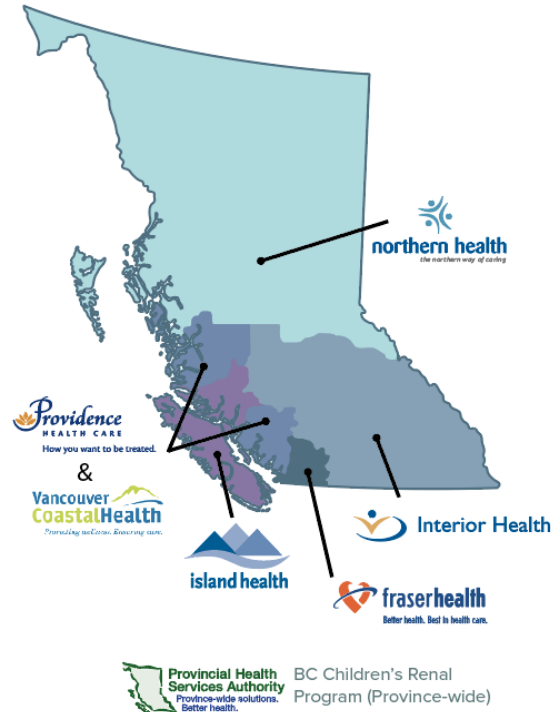 northern health
the northern way of caring
Providence
HEALTH CARE
How you want to be treated.
&
Vancouver
CoastalHealth
Promoting wellness. Ensuring care.
island health
Interior Health
fraserhealth
Better health. Best in health care.
Provincial Health
Services Authority
Province-wide solutions.
Better health.
BC Children's Renal
Program (Province-wide)